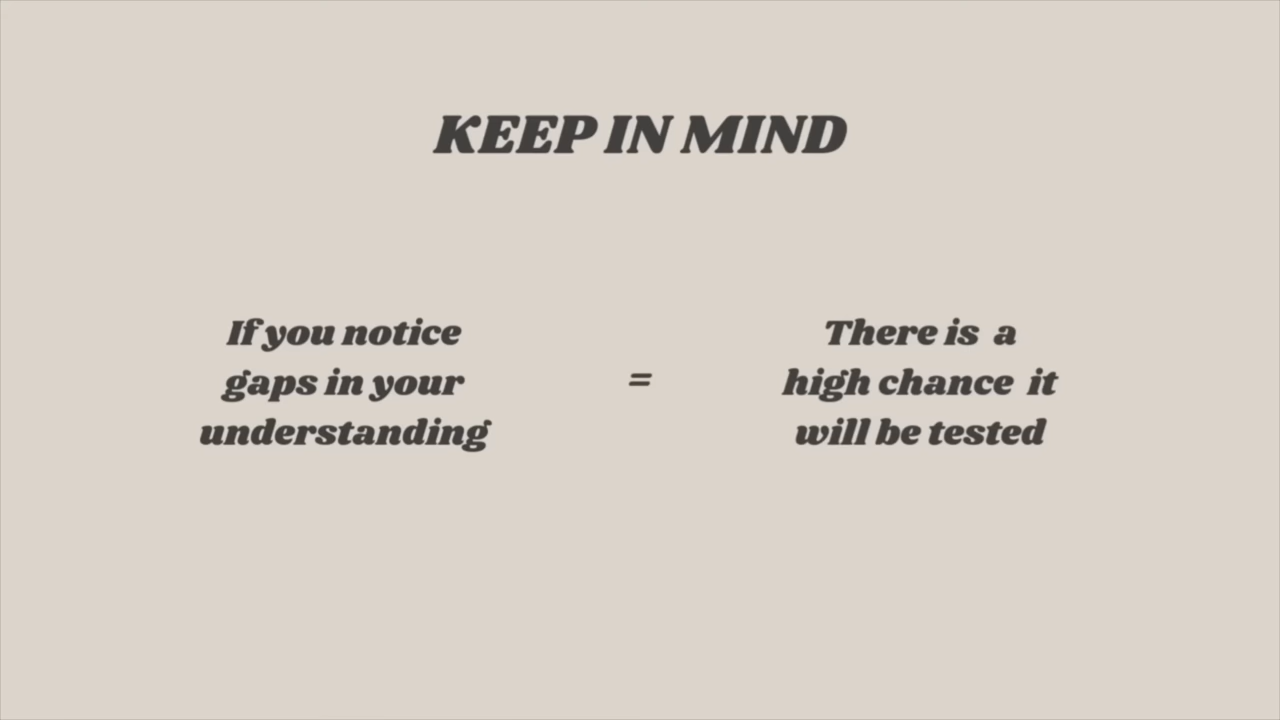 KEEP IN MIND
If you notice
gaps in your
understanding
=
There is a
high chance it
will be tested